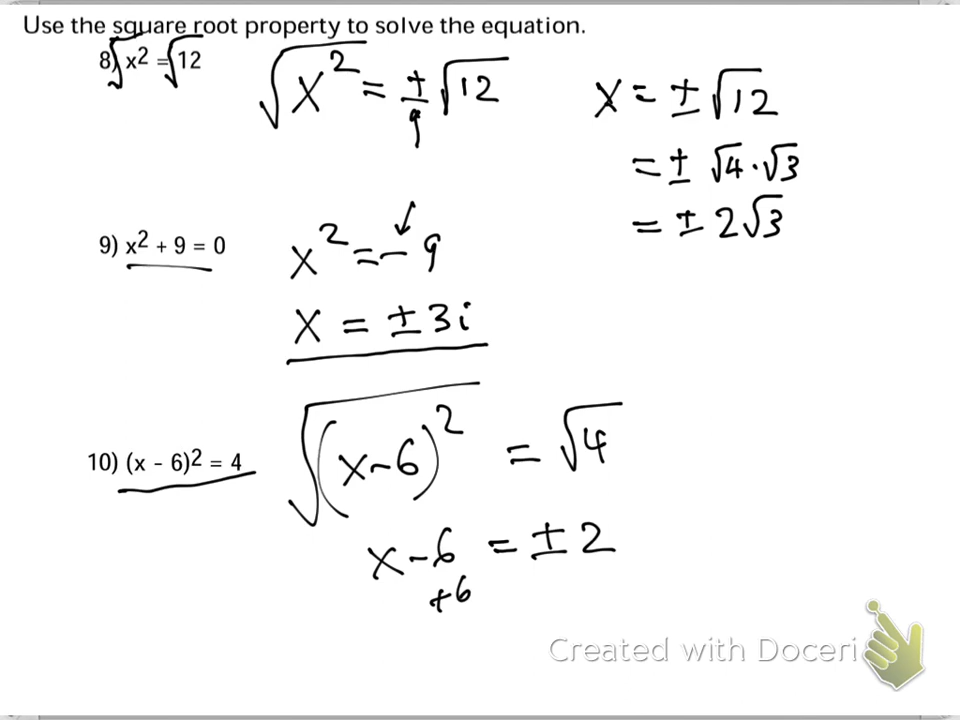 Use the square root property to solve the equation.
8) √x2 = √12
√x² = ± √12
x = ± √12
= ± √4 · √3
= ± 2√3
9) x2 + 9 = 0
x² = - 9
x = ± 3i
10) (x - 6)2 = 4
√(x-6)² = √4
x - 6 = ± 2
+6
Created with Doceri